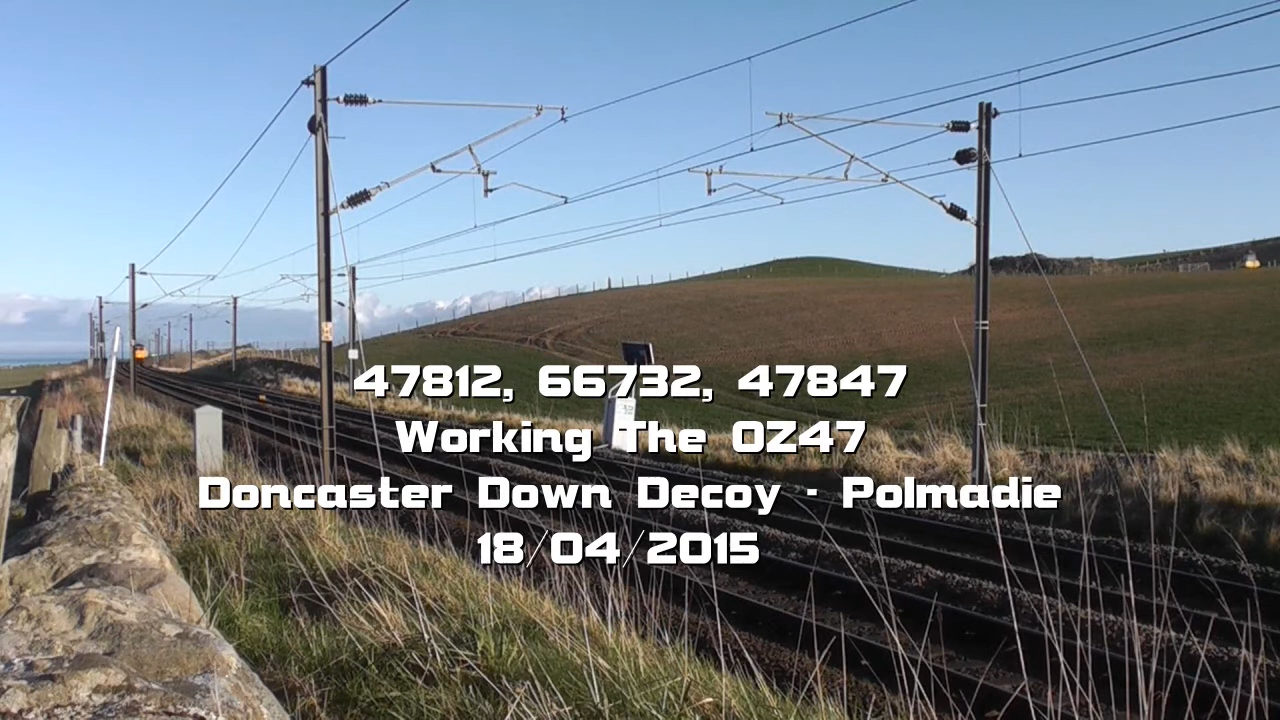 47812, 66732, 47847
Working The 0Z47
Doncaster Down Decoy - Polmadie
18/04/2015